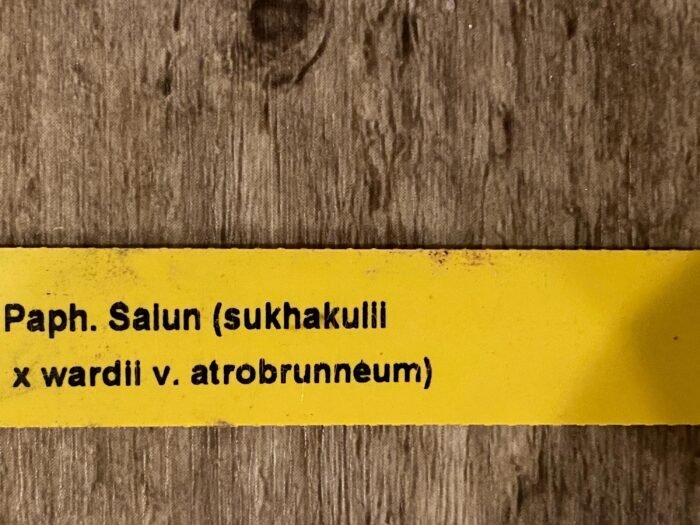 Paph. Salun (sukhakulii
x wardii v. atrobrunneum)